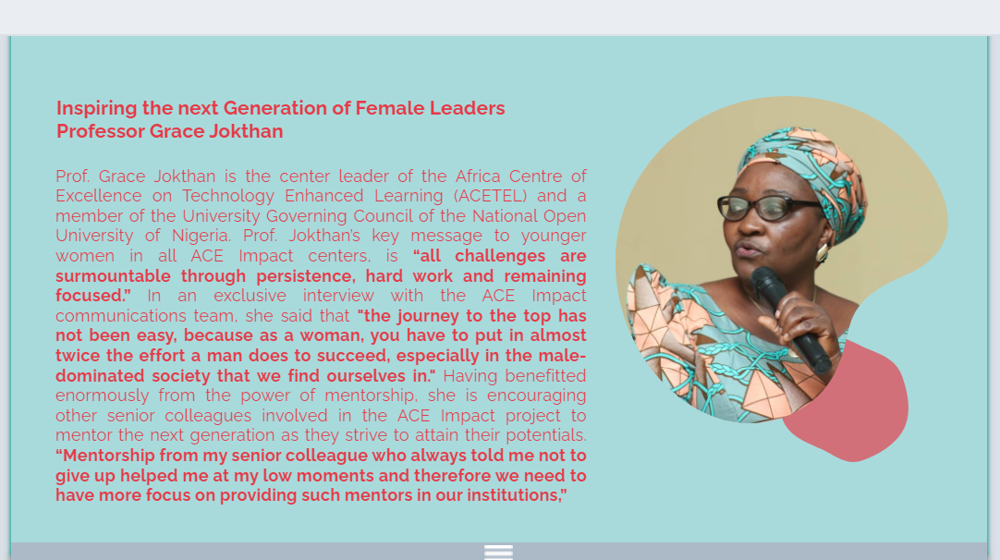 Inspiring the next Generation of Female Leaders
Professor Grace Jokthan
Prof. Grace Jokthan is the center leader of the Africa Centre of
Excellence on Technology Enhanced Learning (ACETEL) and a
member of the University Governing Council of the National Open
University of Nigeria. Prof. Jokthan's key message to younger
women in all ACE Impact centers, is “all challenges are
surmountable through persistence, hard work and remaining
focused.” In an exclusive interview with the ACE Impact
communications team, she said that "the journey to the top has
not been easy, because as a woman, you have to put in almost
twice the effort a man does to succeed, especially in the male-
dominated society that we find ourselves in." Having benefitted
enormously from the power of mentorship, she is encouraging
other senior colleagues involved in the ACE Impact project to
mentor the next generation as they strive to attain their potentials.
“Mentorship from my senior colleague who always told me not to
give up helped me at my low moments and therefore we need to
have more focus on providing such mentors in our institutions,”